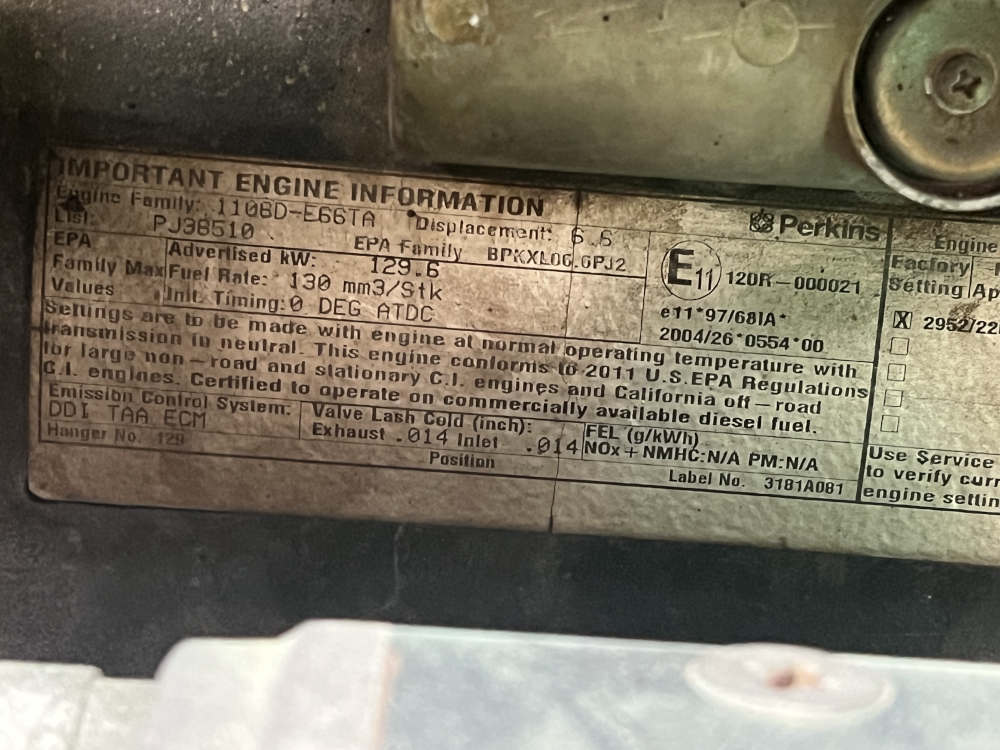 IMPORTANT ENGINE INFORMATION
Engine Family: 1106D-E66TA Displacement: 6.6
List: PJ38510 EPA Family BPKXL06.6PJ2
EPA Family Max Values
Advertised kW: 129.6
Fuel Rate: 130 mm3/Stk
Init. Timing: 0 DEG ATDC
Perkins
E11 120R-000021
e11*97/68IA*
2004/26*0554*00
Settings are to be made with engine at normal operating temperature with
transmission in neutral. This engine conforms to 2011 U.S.EPA Regulations
for large non-road and stationary C.I. engines and California off-road
C.I. engines. Certified to operate on commercially available diesel fuel.
Emission Control System:
DDI TAA ECM
Valve Lash Cold (inch):
Exhaust .014 Inlet .014
FEL (g/kWh)
NOx+NMHC:N/A PM:N/A
Hanger No. 129
Position
Label No. 3181A081
Engine
Factory
Setting
X 2952/22
Use Service
to verify
engine